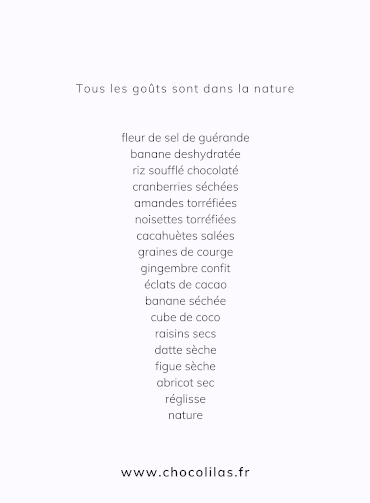 Tous les goûts sont dans la nature
fleur de sel de guérande
banane deshydratée
riz soufflé chocolaté
cranberries séchées
amandes torréfiées
noisettes torréfiées
cacahuètes salées
graines de courge
gingembre confit
éclats de cacao
banane séchée
cube de coco
raisins secs
datte sèche
figue sèche
abricot sec
réglisse
nature
www.chocolilas.fr